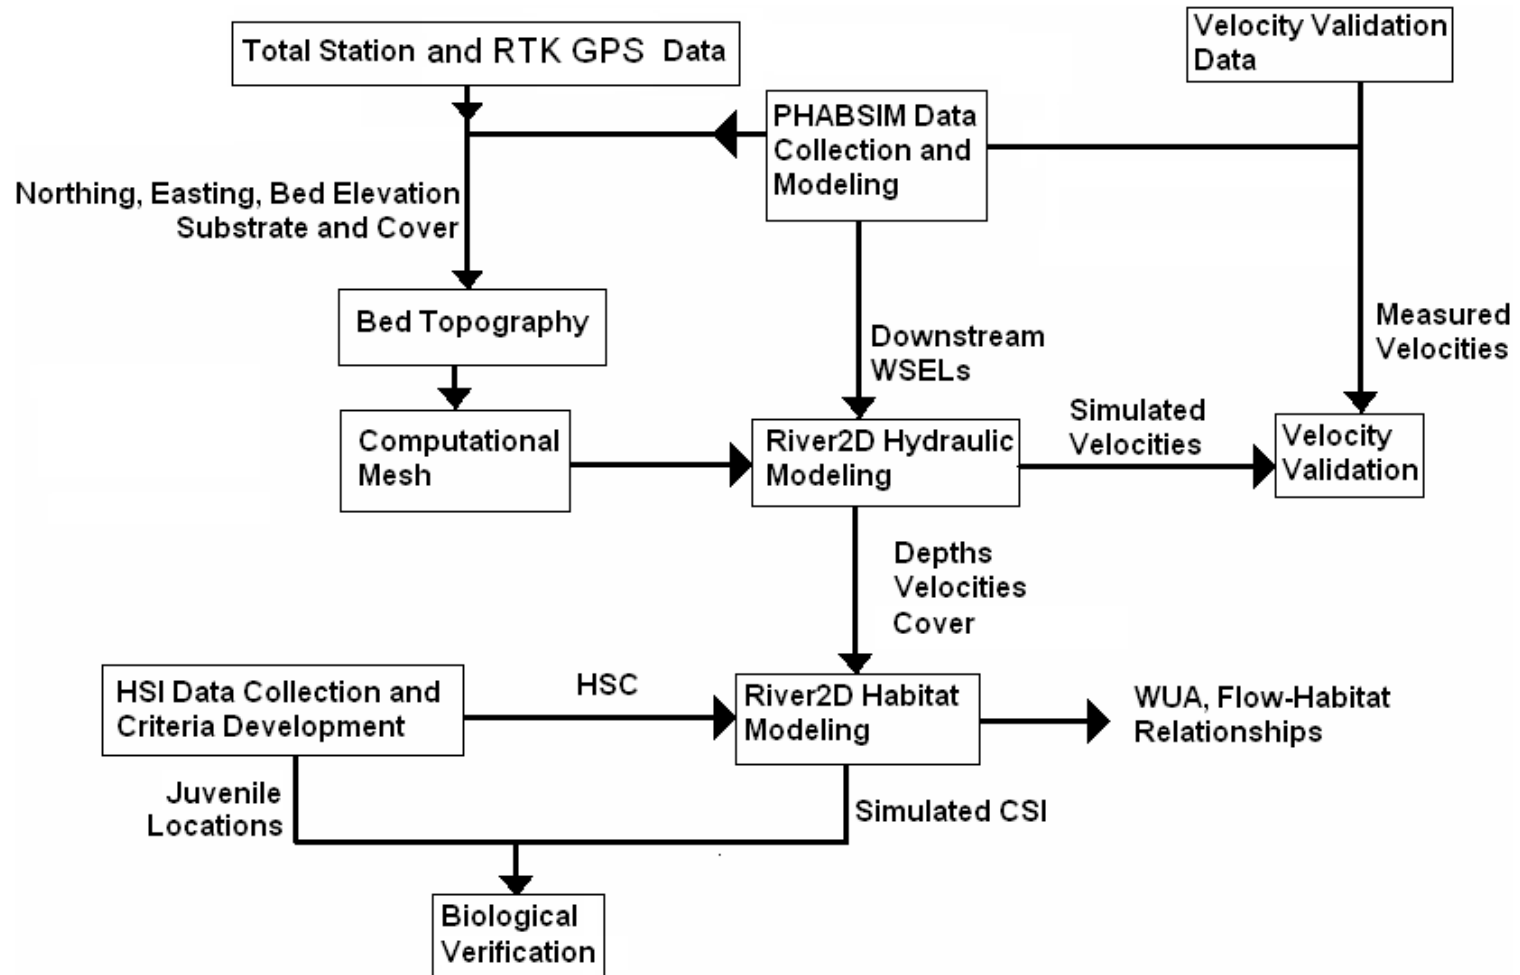 Total Station and RTK GPS Data
Velocity Validation
Data
PHABSIM Data
Collection and
Modeling
Northing, Easting, Bed Elevation
Substrate and Cover
Bed Topography
Downstream
WSELs
Measured
Velocities
Computational
Mesh
River2D Hydraulic
Modeling
Simulated
Velocities
Velocity
Validation
Depths
Velocities
Cover
HSI Data Collection and
Criteria Development
HSC
River2D Habitat
Modeling
WUA, Flow-Habitat
Relationships
Juvenile
Locations
Simulated CSI
Biological
Verification